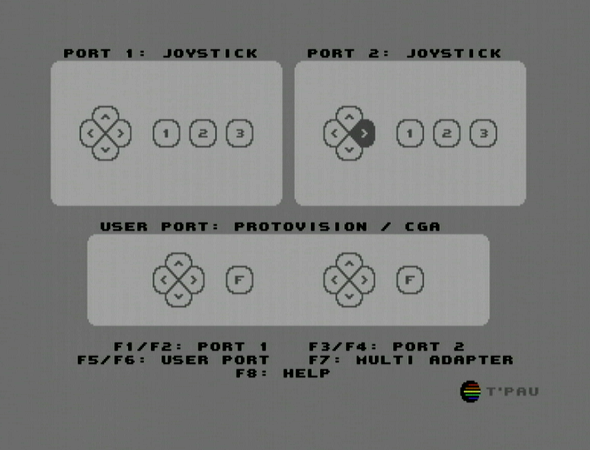 PORT 1: JOYSTICK PORT 2: JOYSTICK
1 2 3 1 2 3
USER PORT: PROTOVISION / CGA
F F
F1/F2: PORT 1 F3/F4: PORT 2
F5/F6: USER PORT F7: MULTI ADAPTER
F8: HELP
T'PAU